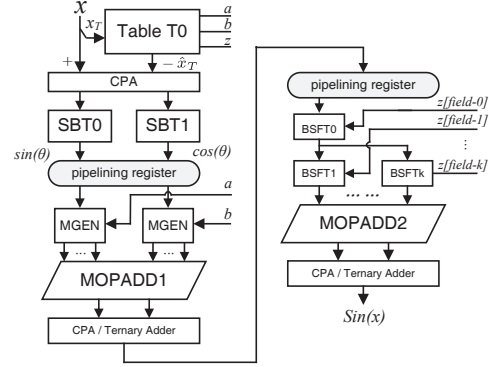 x
x_T
Table T0
a
b
z
+
− x̂_T
CPA
SBT0
SBT1
sin(θ)
cos(θ)
pipelining register
a
MGEN
MGEN
b
...
...
MOPADD1
CPA / Ternary Adder
pipelining register
z[field-0]
BSFT0
z[field-1]
⋮
BSFT1
BSFTk
z[field-k]
... ...
MOPADD2
CPA / Ternary Adder
Sin(x)